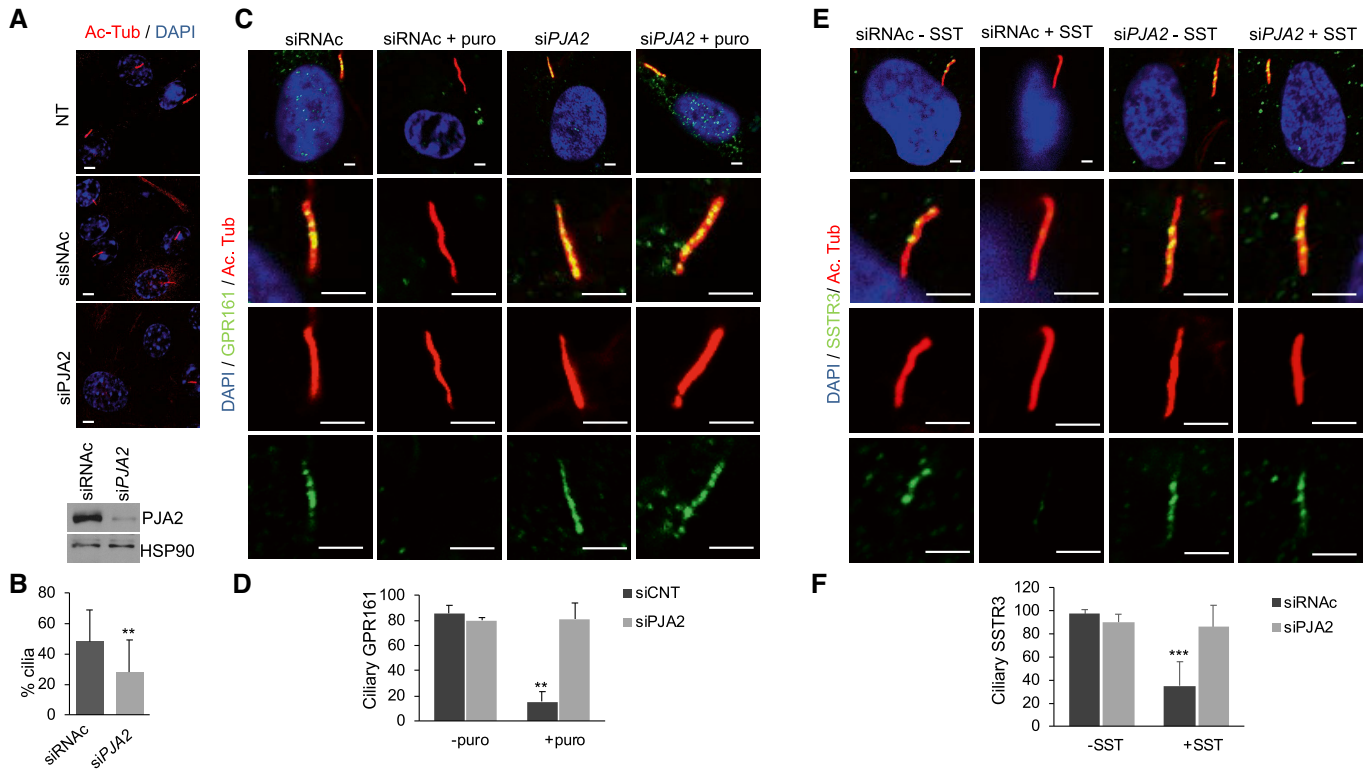 A
Ac-Tub / DAPI
NT
sisNAc
siPJA2
siRNAc
siPJA2
PJA2
HSP90
B
% cilia
80
60
40
20
0
**
siRNAc
siPJA2
C
siRNAc
siRNAc + puro
siPJA2
siPJA2 + puro
DAPI / GPR161 / Ac. Tub
D
Ciliary GPR161
100
80
60
40
20
0
**
-puro
+puro
siCNT
siPJA2
E
siRNAc - SST
siRNAc + SST
siPJA2 - SST
siPJA2 + SST
DAPI / SSTR3/ Ac. Tub
F
Ciliary SSTR3
120
100
80
60
40
20
0
***
-SST
+SST
siRNAc
siPJA2